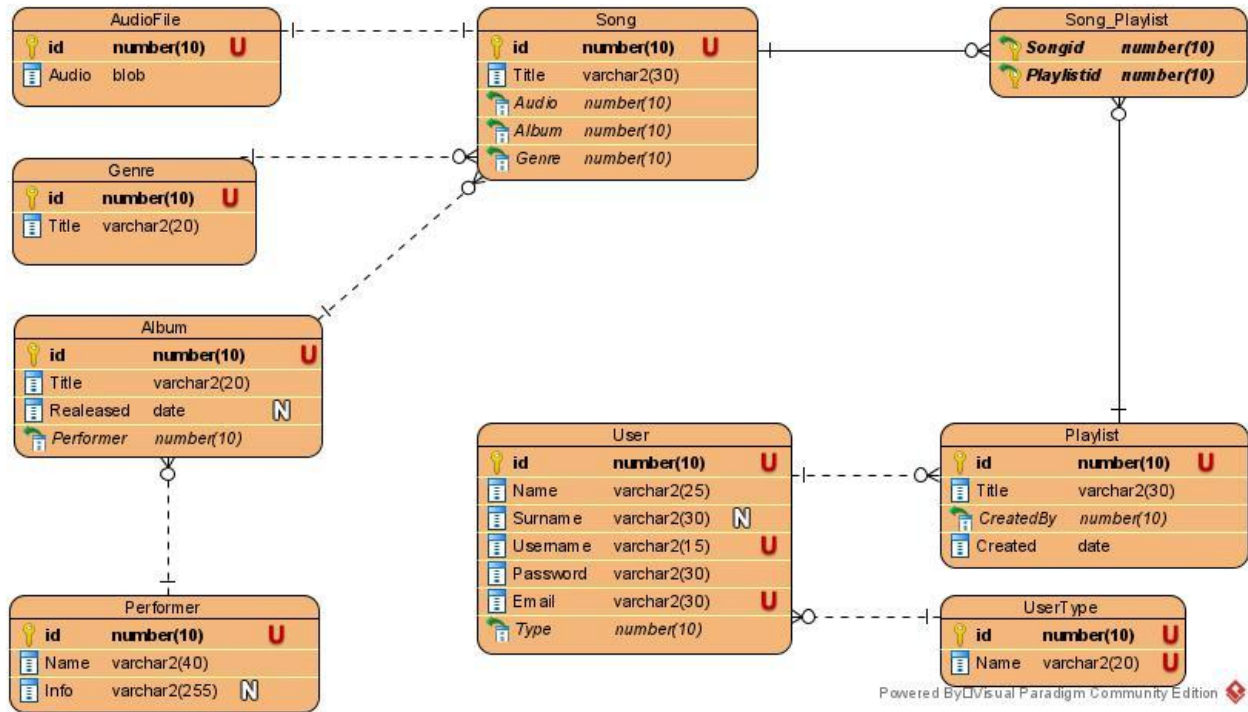 AudioFile
id number(10) U
Audio blob
Song
id number(10) U
Title varchar2(30)
Audio number(10)
Album number(10)
Genre number(10)
Song_Playlist
Songid number(10)
Playlistid number(10)
Genre
id number(10) U
Title varchar2(20)
Album
id number(10) U
Title varchar2(20)
Realeased date N
Performer number(10)
User
id number(10) U
Name varchar2(25)
Surname varchar2(30) N
Username varchar2(15) U
Password varchar2(30)
Email varchar2(30) U
Type number(10)
Playlist
id number(10) U
Title varchar2(30)
CreatedBy number(10)
Created date
Performer
id number(10) U
Name varchar2(40)
Info varchar2(255) N
UserType
id number(10) U
Name varchar2(20) U
Powered By□Visual Paradigm Community Edition